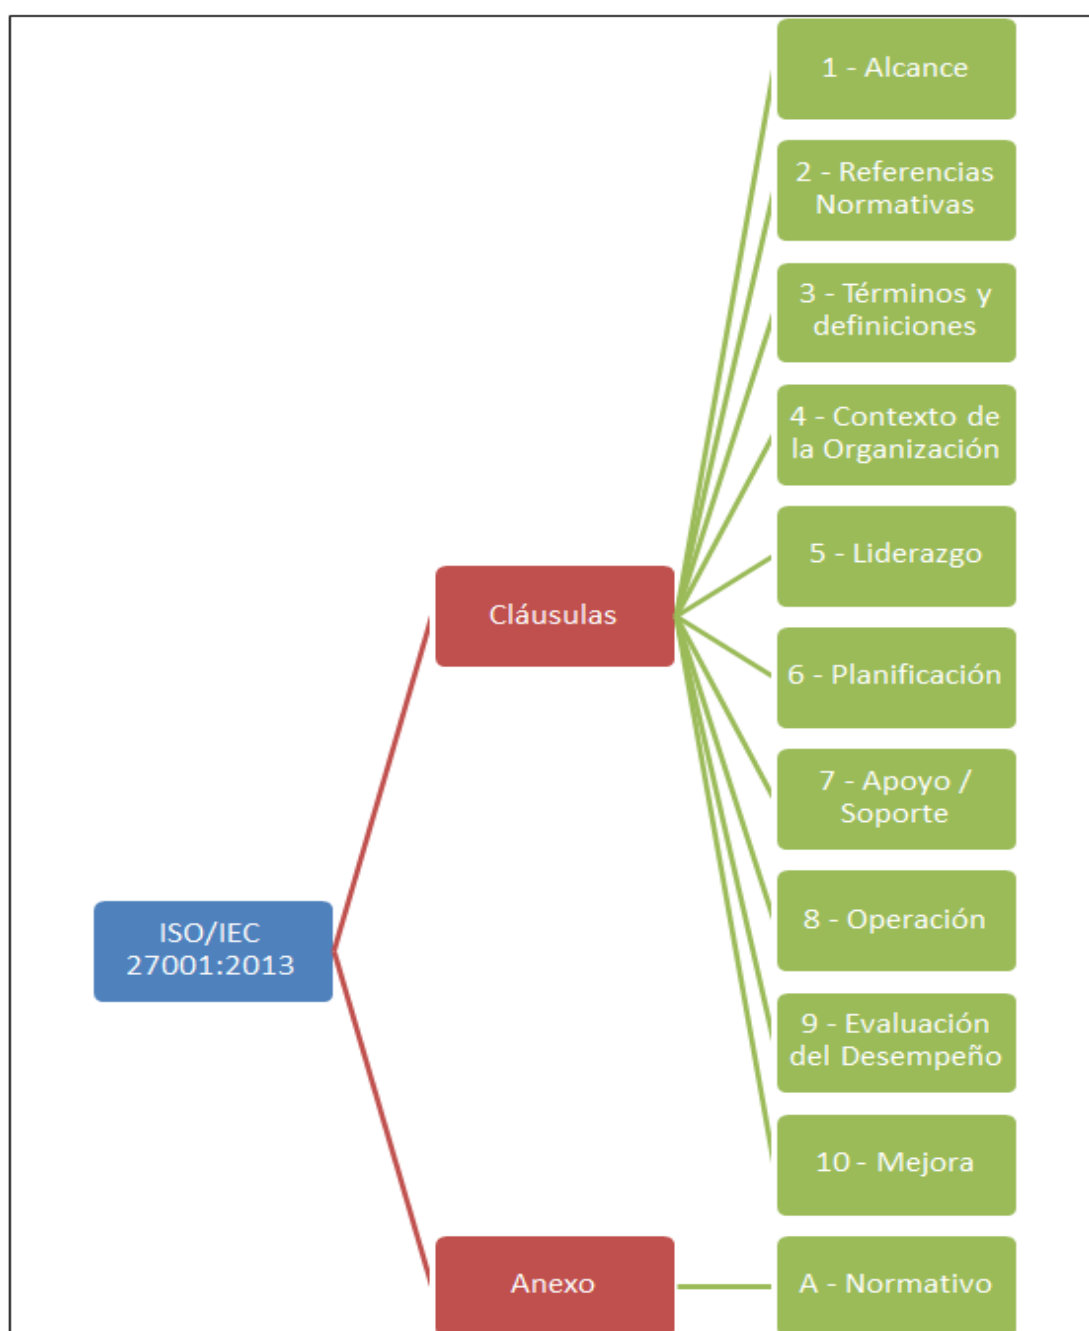 1 - Alcance
2 - Referencias
Normativas
3 - Términos y
definiciones
4 - Contexto de
la Organización
5 - Liderazgo
Cláusulas
6 - Planificación
7 - Apoyo /
Soporte
8 - Operación
ISO/IEC
27001:2013
9 - Evaluación
del Desempeño
10 - Mejora
Anexo
A - Normativo